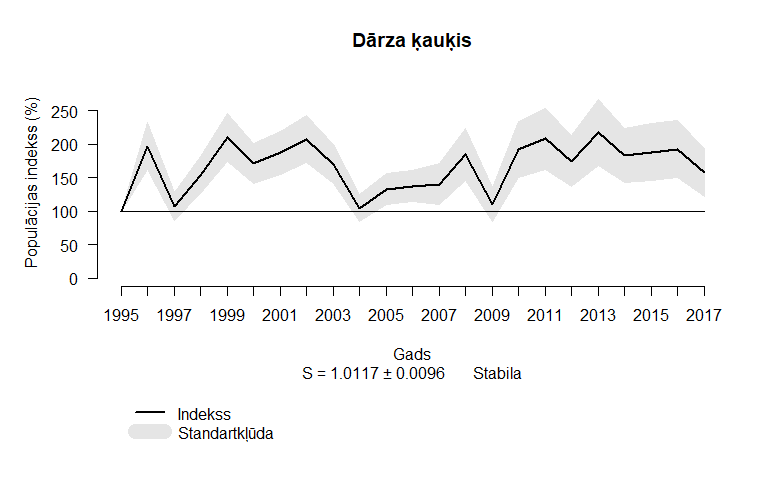 Dārza ķauķis
Populācijas indekss (%)
250
200
150
100
50
0
1995 1997 1999 2001 2003 2005 2007 2009 2011 2013 2015 2017
Gads
S = 1.0117 ± 0.0096 Stabila
Indekss
Standartkļūda